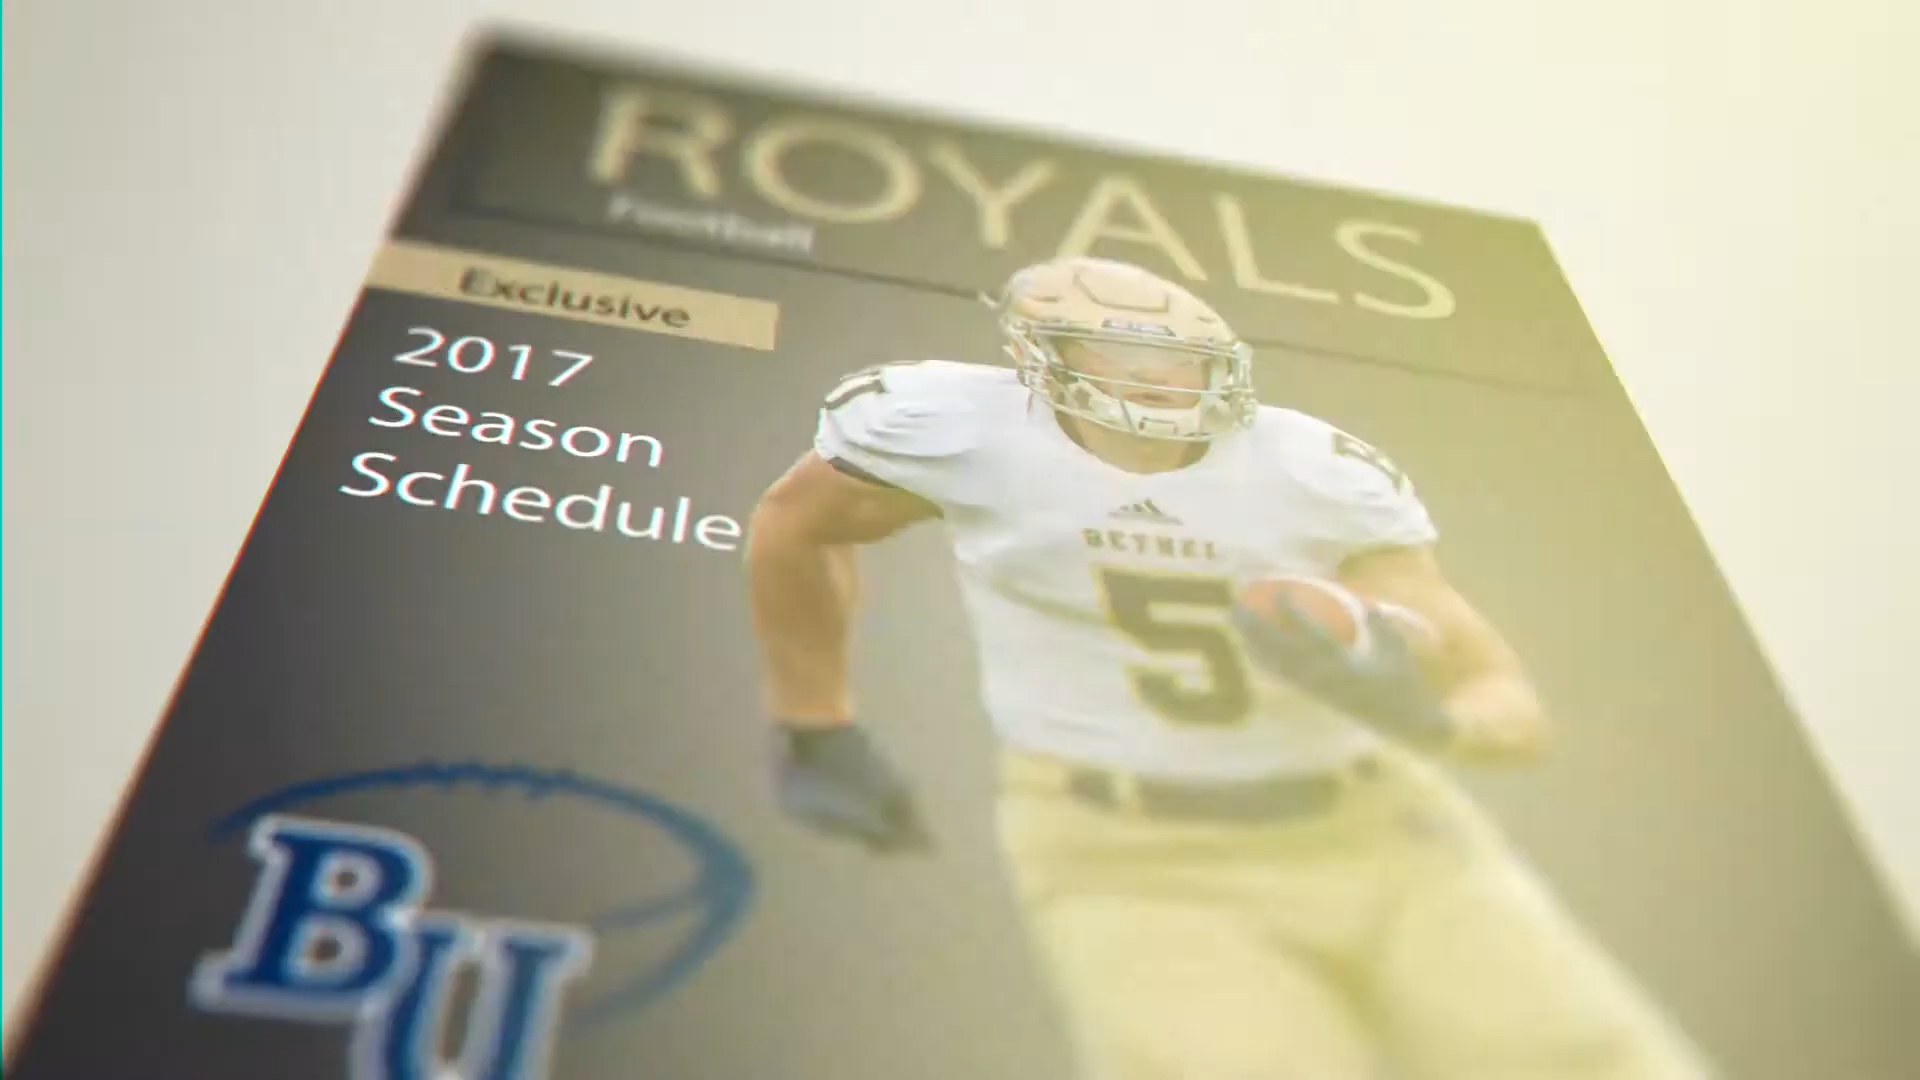 ROYALS
Football
Exclusive
2017
Season
Schedule
BETHEL
5
BU